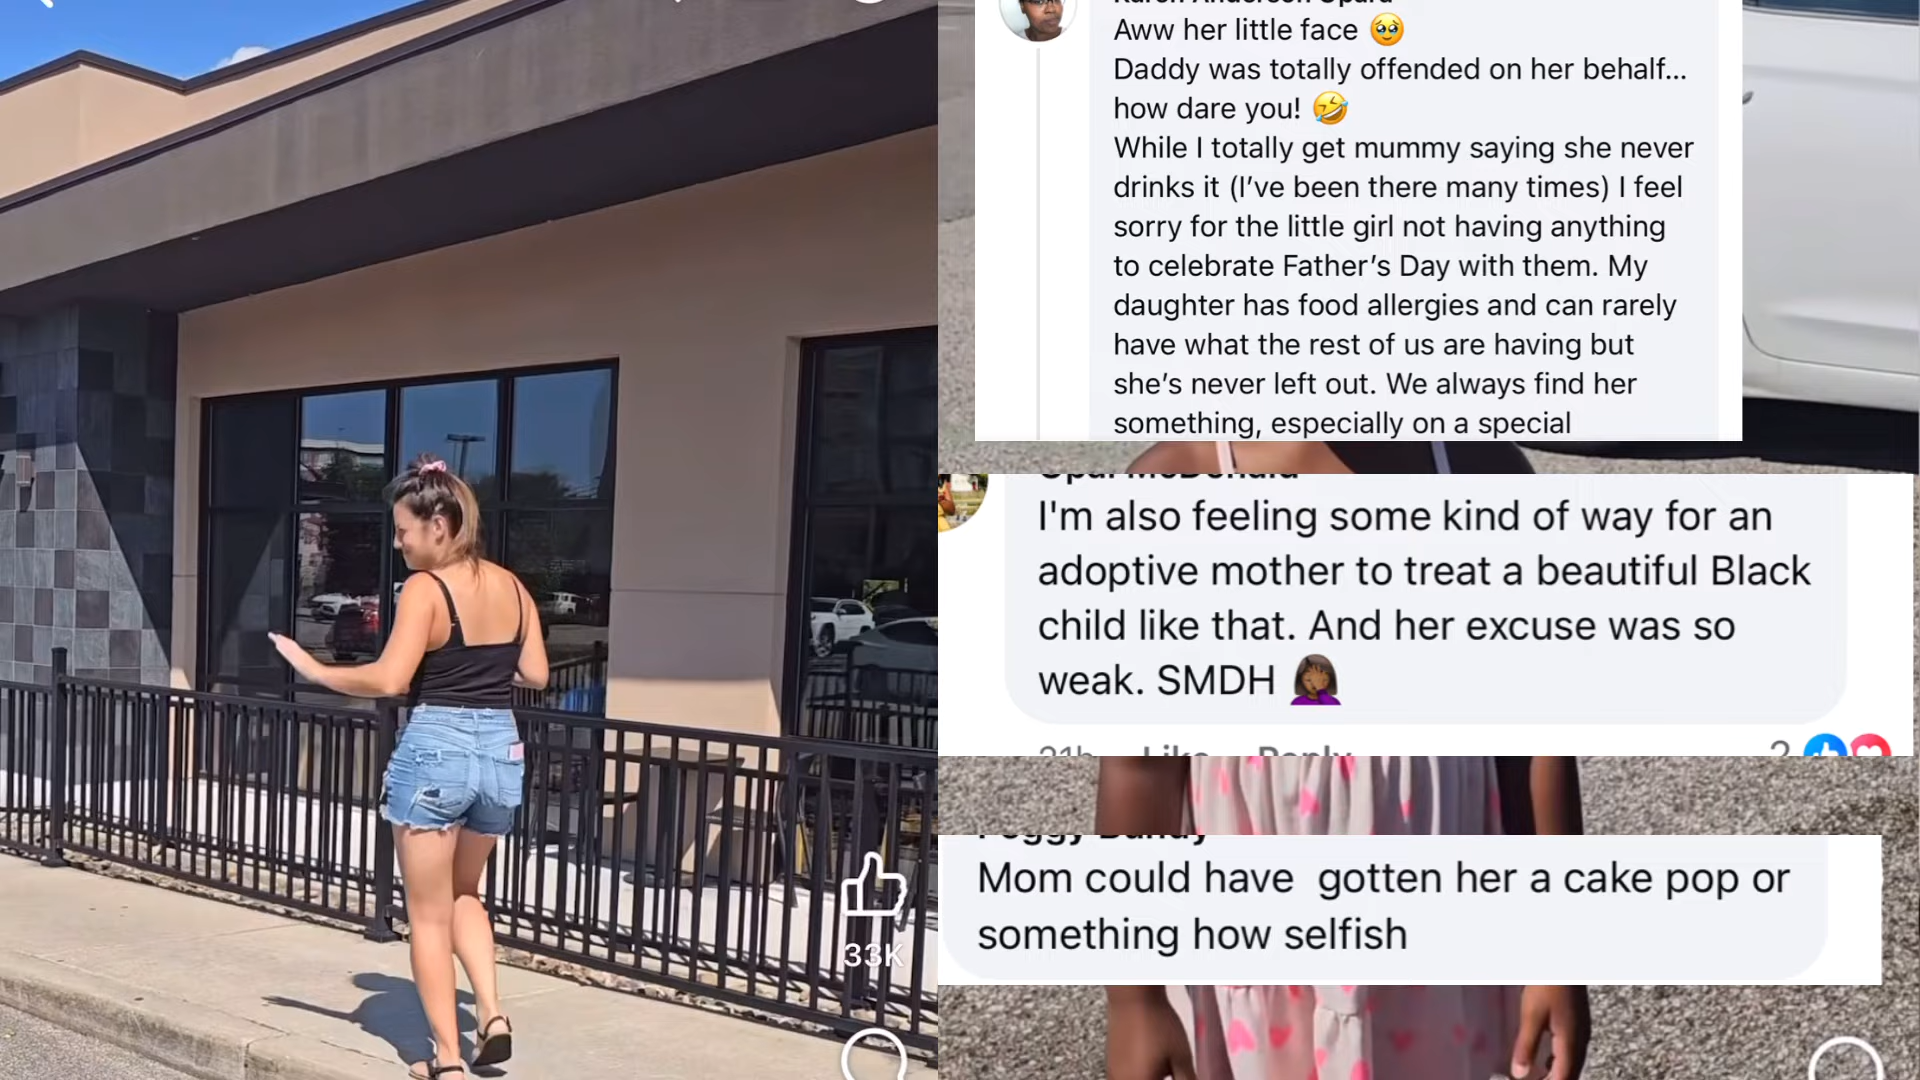 33K
Aww her little face 🥹
Daddy was totally offended on her behalf...
how dare you! 🤣
While I totally get mummy saying she never
drinks it (I’ve been there many times) I feel
sorry for the little girl not having anything
to celebrate Father’s Day with them. My
daughter has food allergies and can rarely
have what the rest of us are having but
she’s never left out. We always find her
something, especially on a special
I'm also feeling some kind of way for an
adoptive mother to treat a beautiful Black
child like that. And her excuse was so
weak. SMDH 🤦🏾‍♀️
21h Like Reply 2
Mom could have  gotten her a cake pop or
something how selfish